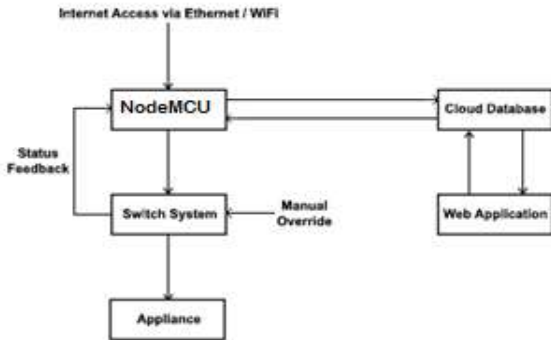 Internet Access via Ethernet / WIFI
NodeMCU
Cloud Database
Status
Feedback
Switch System
Manual
Override
Web Application
Appliance